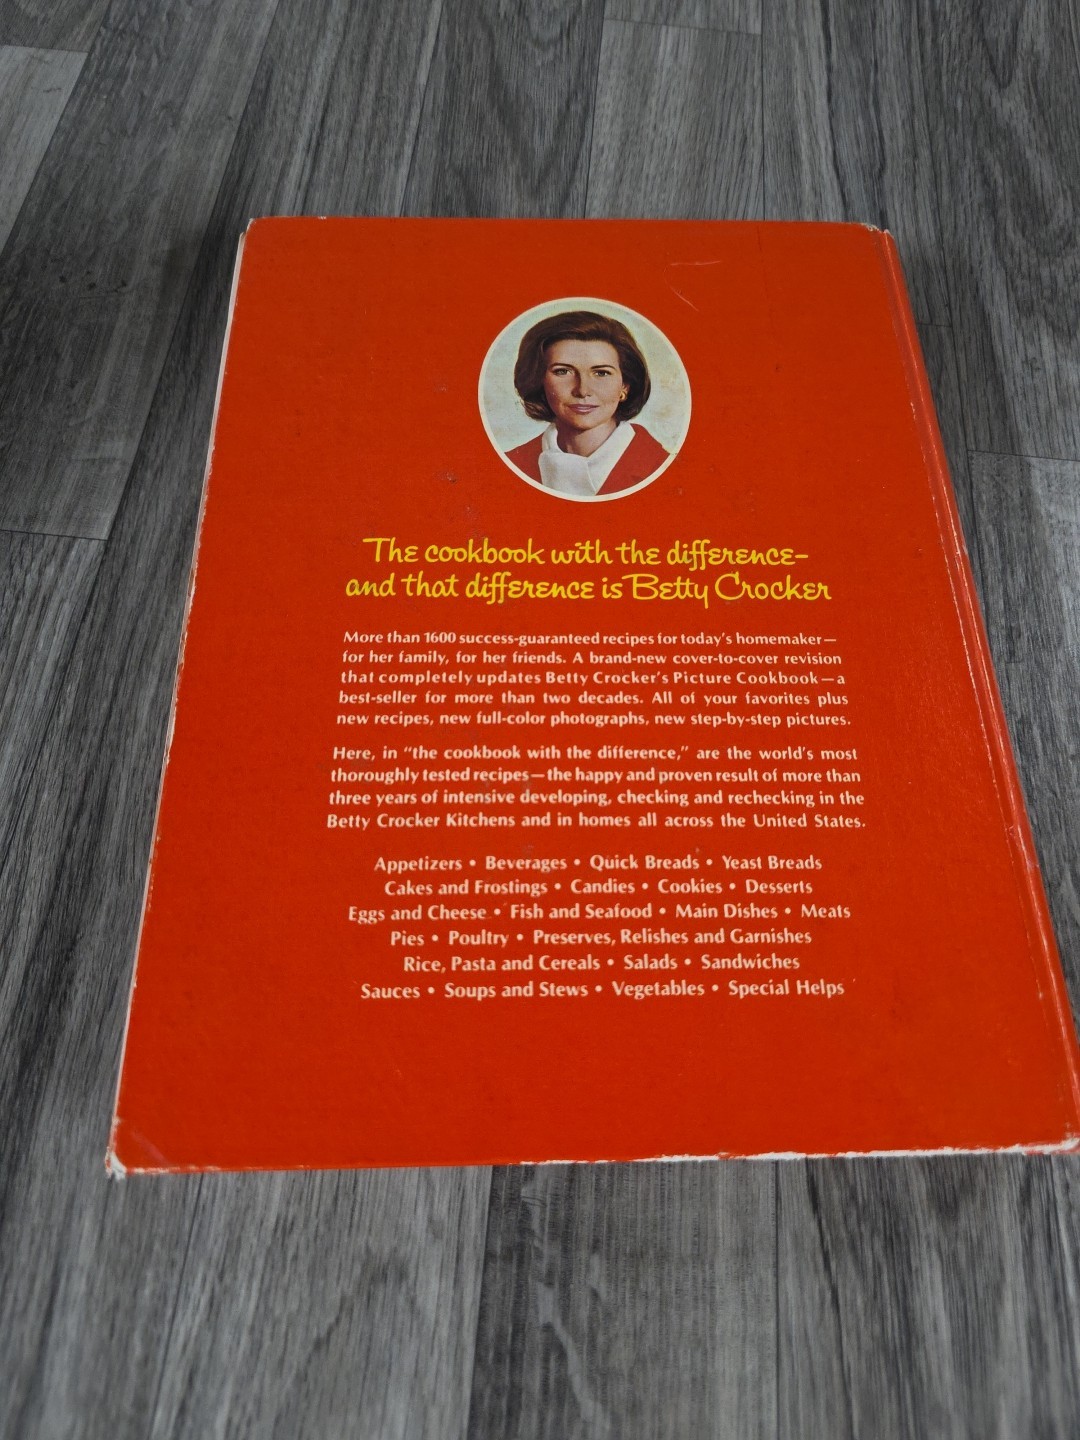 The cookbook with the difference–
and that difference is Betty Crocker
More than 1600 success-guaranteed recipes for today's homemaker—
for her family, for her friends. A brand-new cover-to-cover revision
that completely updates Betty Crocker's Picture Cookbook—a
best-seller for more than two decades. All of your favorites plus
new recipes, new full-color photographs, new step-by-step pictures.
Here, in "the cookbook with the difference," are the world's most
thoroughly tested recipes—the happy and proven result of more than
three years of intensive developing, checking and rechecking in the
Betty Crocker Kitchens and in homes all across the United States.
Appetizers • Beverages • Quick Breads • Yeast Breads
Cakes and Frostings • Candies • Cookies • Desserts
Eggs and Cheese • Fish and Seafood • Main Dishes • Meats
Pies • Poultry • Preserves, Relishes and Garnishes
Rice, Pasta and Cereals • Salads • Sandwiches
Sauces • Soups and Stews • Vegetables • Special Helps